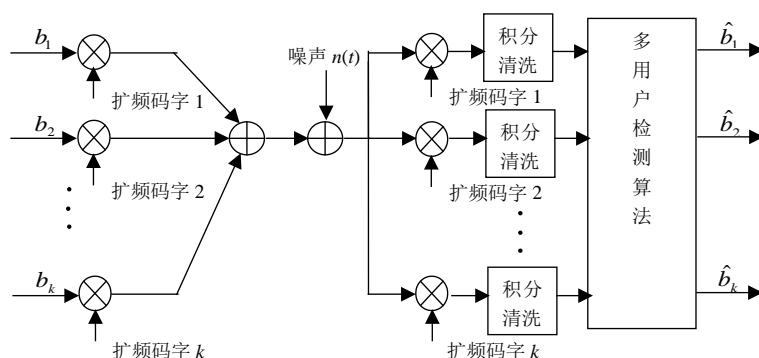 噪声 n(t)
b₁
扩频码字 1
b₂
扩频码字 2
bₖ
扩频码字 k
积分
清洗
扩频码字 1
积分
清洗
扩频码字 2
积分
清洗
扩频码字 k
多用户检测算法
b̂₁
b̂₂
b̂ₖ